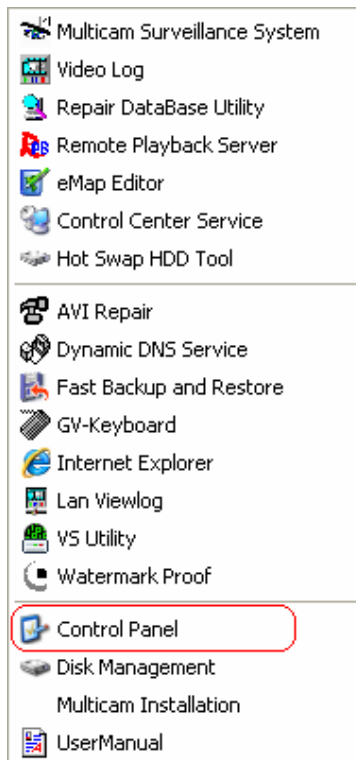 Multicam Surveillance System
Video Log
Repair DataBase Utility
Remote Playback Server
eMap Editor
Control Center Service
Hot Swap HDD Tool
AVI Repair
Dynamic DNS Service
Fast Backup and Restore
GV-Keyboard
Internet Explorer
Lan Viewlog
VS Utility
Watermark Proof
Control Panel
Disk Management
Multicam Installation
UserManual